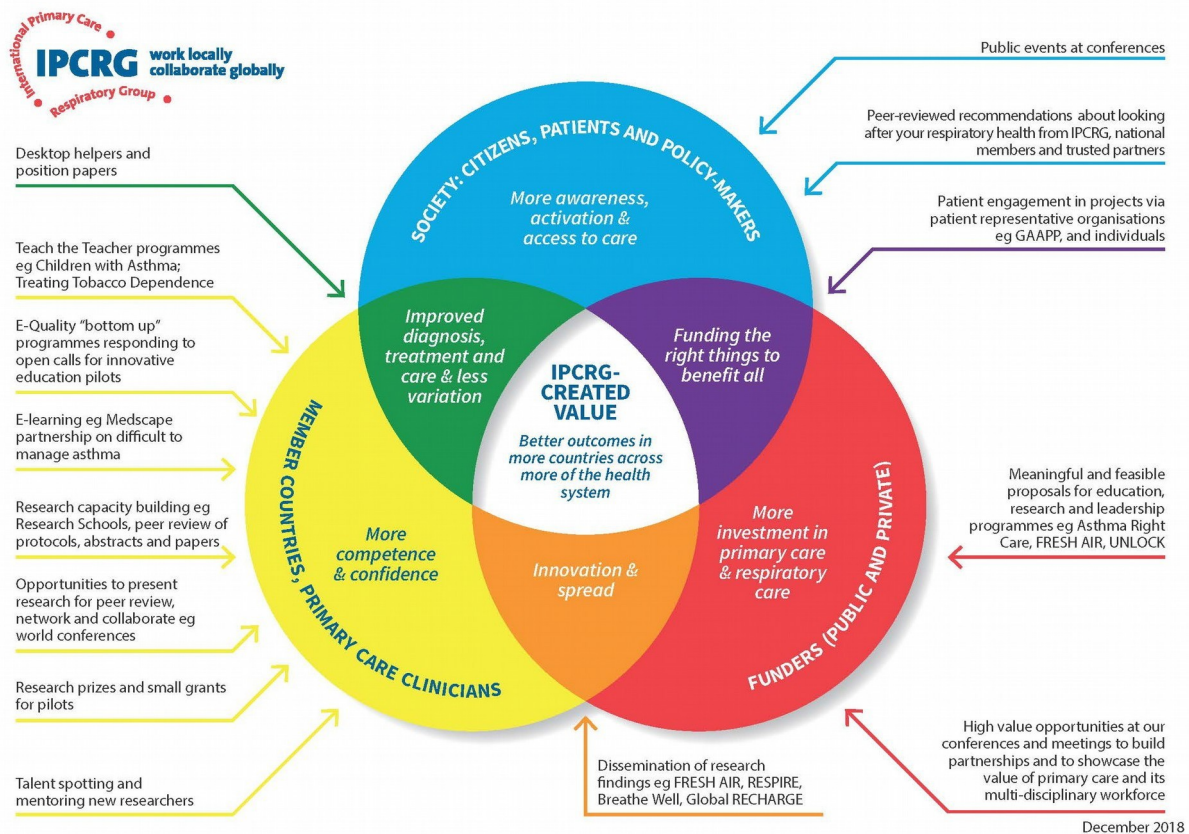 International Primary Care
IPCRG
Respiratory Group
work locally
collaborate globally
Desktop helpers and
position papers
Teach the Teacher programmes
eg Children with Asthma;
Treating Tobacco Dependence
E-Quality “bottom up”
programmes responding to
open calls for innovative
education pilots
E-learning eg Medscape
partnership on difficult to
manage asthma
Research capacity building eg
Research Schools, peer review of
protocols, abstracts and papers
Opportunities to present
research for peer review,
network and collaborate eg
world conferences
Research prizes and small grants
for pilots
Talent spotting and
mentoring new researchers
SOCIETY: CITIZENS, PATIENTS AND POLICY-MAKERS
More awareness,
activation &
access to care
Improved
diagnosis,
treatment and
care & less
variation
Funding the
right things to
benefit all
IPCRG-
CREATED
VALUE
Better outcomes in
more countries across
more of the health
system
MEMBER COUNTRIES, PRIMARY CARE CLINICIANS
More
competence
& confidence
Innovation &
spread
More
investment in
primary care
& respiratory
care
FUNDERS (PUBLIC AND PRIVATE)
Public events at conferences
Peer-reviewed recommendations about looking
after your respiratory health from IPCRG, national
members and trusted partners
Patient engagement in projects via
patient representative organisations
eg GAAPP, and individuals
Meaningful and feasible
proposals for education,
research and leadership
programmes eg Asthma Right
Care, FRESH AIR, UNLOCK
High value opportunities at our
conferences and meetings to build
partnerships and to showcase the
value of primary care and its
multi-disciplinary workforce
Dissemination of research
findings eg FRESH AIR, RESPIRE,
Breathe Well, Global RECHARGE
December 2018